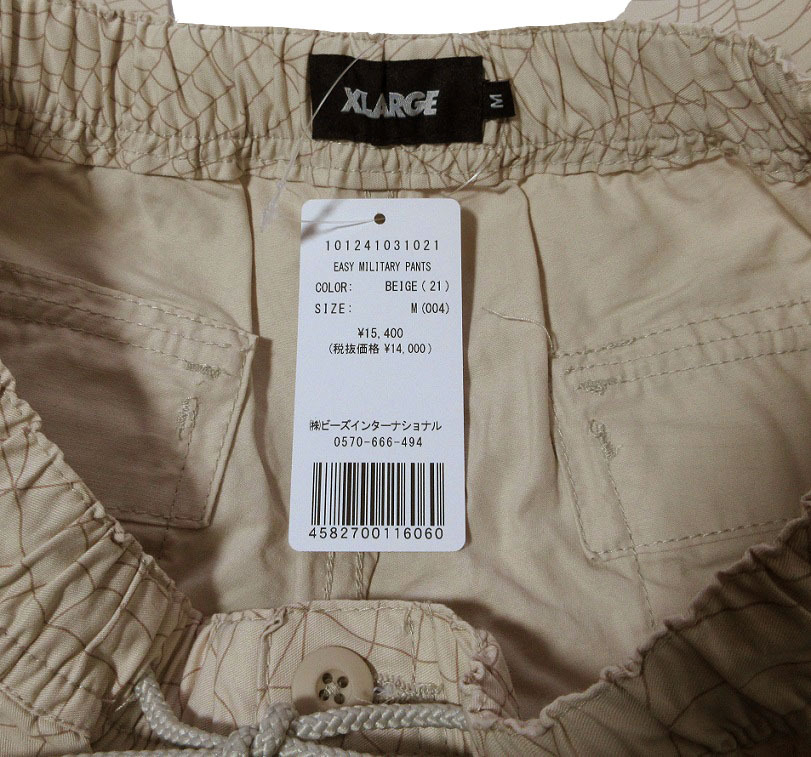 XLARGE
M
101241031021
EASY MILITARY PANTS
COLOR: BEIGE(21)
SIZE: M(004)
¥15,400
(税抜価格 ¥14,000)
㈱ビーズインターナショナル
0570-666-494
4582700116060